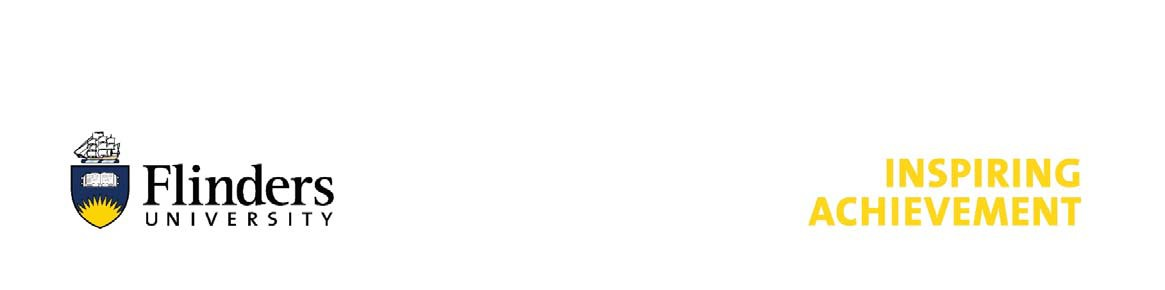 Flinders
UNIVERSITY
INSPIRING
ACHIEVEMENT